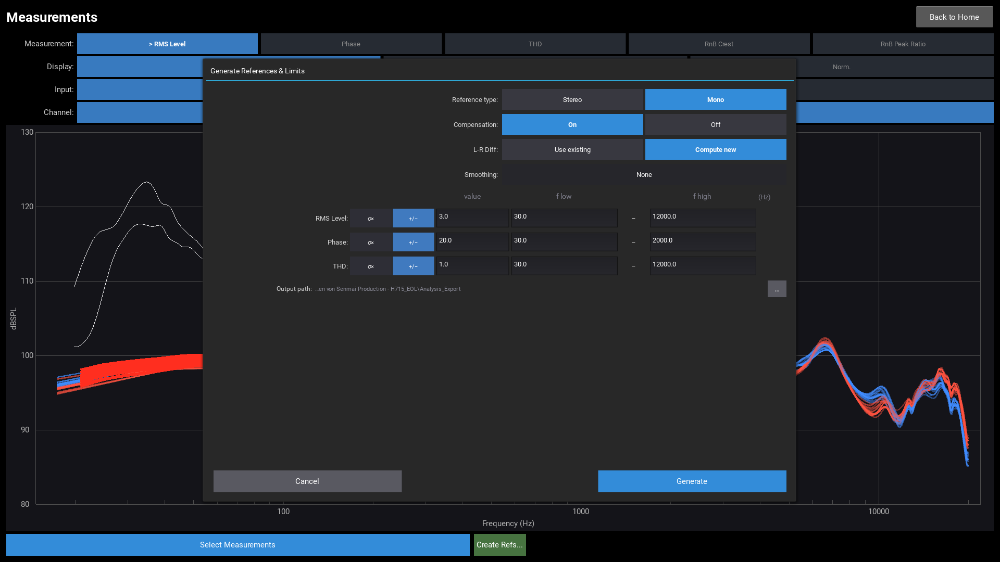 Measurements
Back to Home
Measurement: > RMS Level Phase THD RnB Crest RnB Peak Ratio
Display: Norm.
Generate References & Limits
Input:
Reference type: Stereo Mono
Channel:
Compensation: On Off
L-R Diff: Use existing Compute new
Smoothing: None
value f low f high (Hz)
RMS Level: σ× +/− 3.0 30.0 – 12000.0
Phase: σ× +/− 20.0 30.0 – 2000.0
THD: σ× +/− 1.0 30.0 – 12000.0
Output path: ...en von Senmai Production - H715_EOL\Analysis_Export ...
Cancel Generate
130
120
110
100
90
80
dBSPL
100 1000 10000
Frequency (Hz)
Select Measurements Create Refs...